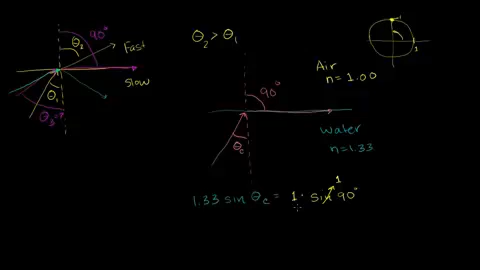 90°
θ₂
Fast
Slow
θ₁
θ₃
θ₂ > θ₁
1
1
Air
n = 1.00
90°
θc
Water
n = 1.33
1.33 sin θc = 1 · sin 90°
1